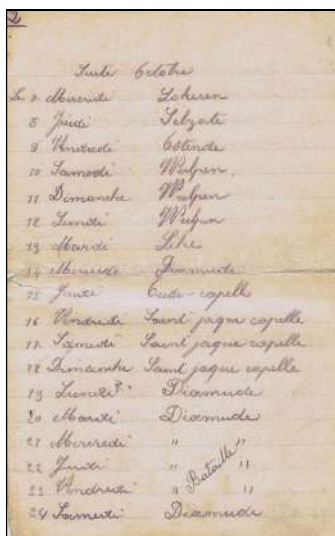 2
Suite Octobre
Le 7 Mercredi Lokeren
8 Jeudi Selzate
9 Vendredi Ostende
10 Samedi Wulpen.
11 Dimanche Wulpen
12 Lundi Wulpen
13 Mardi
14 Mercredi Dixmude
15 Jeudi Oude-capelle
16 Vendredi Saint jaque capelle
17 Samedi Saint jaque capelle
18 Dimanche Saint jaque capelle
19 Lundi Dixmude
20 Mardi Dixmude
21 Mercredi " "
22 Jeudi " Bataille "
23 Vendredi " "
24 Samedi Dixmude